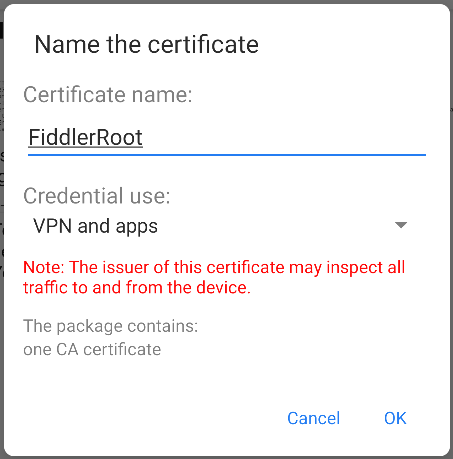 Name the certificate
Certificate name:
FiddlerRoot
Credential use:
VPN and apps
Note: The issuer of this certificate may inspect all
traffic to and from the device.
The package contains:
one CA certificate
Cancel OK